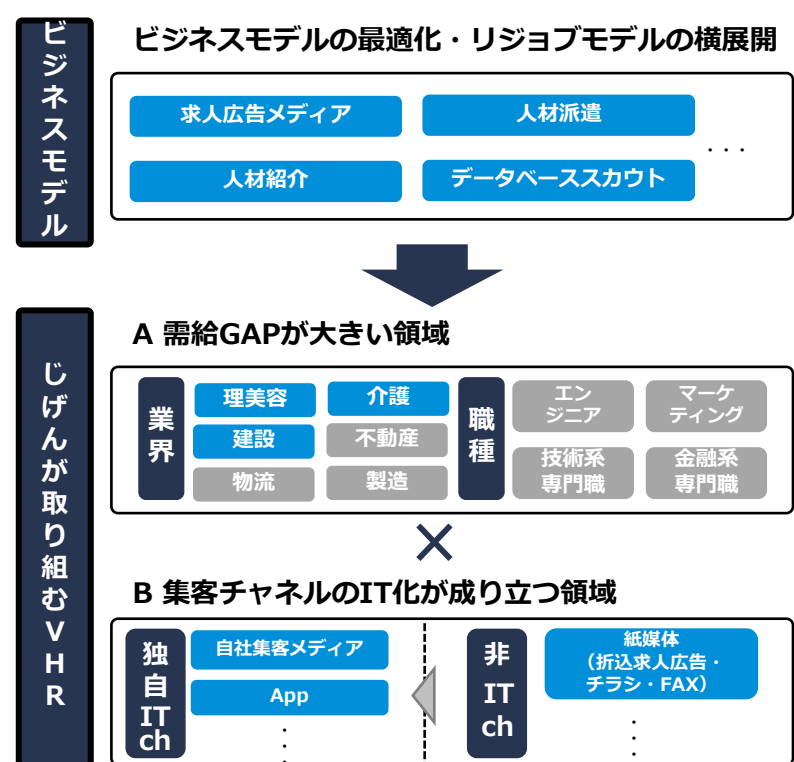 ビジネスモデル
ビジネスモデルの最適化・リジョブモデルの横展開
求人広告メディア
人材派遣
人材紹介
データベーススカウト
・・・
じげんが取り組むVHR
A 需給GAPが大きい領域
業界
理美容
介護
建設
不動産
物流
製造
職種
エン
ジニア
マーケ
ティング
技術系
専門職
金融系
専門職
×
B 集客チャネルのIT化が成り立つ領域
独自ITch
自社集客メディア
App
・・・
非ITch
紙媒体
（折込求人広告・
チラシ・FAX）
・・・